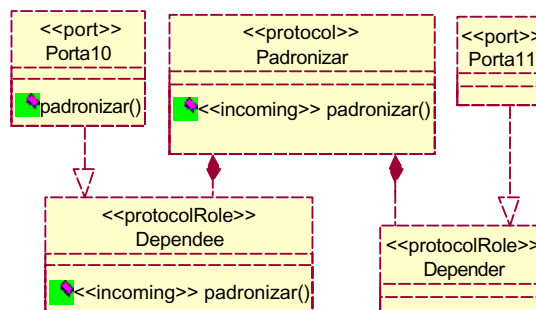 <<port>>
Porta10
padronizar()
<<protocol>>
Padronizar
<<incoming>> padronizar()
<<port>>
Porta11
<<protocolRole>>
Dependee
<<incoming>> padronizar()
<<protocolRole>>
Depender